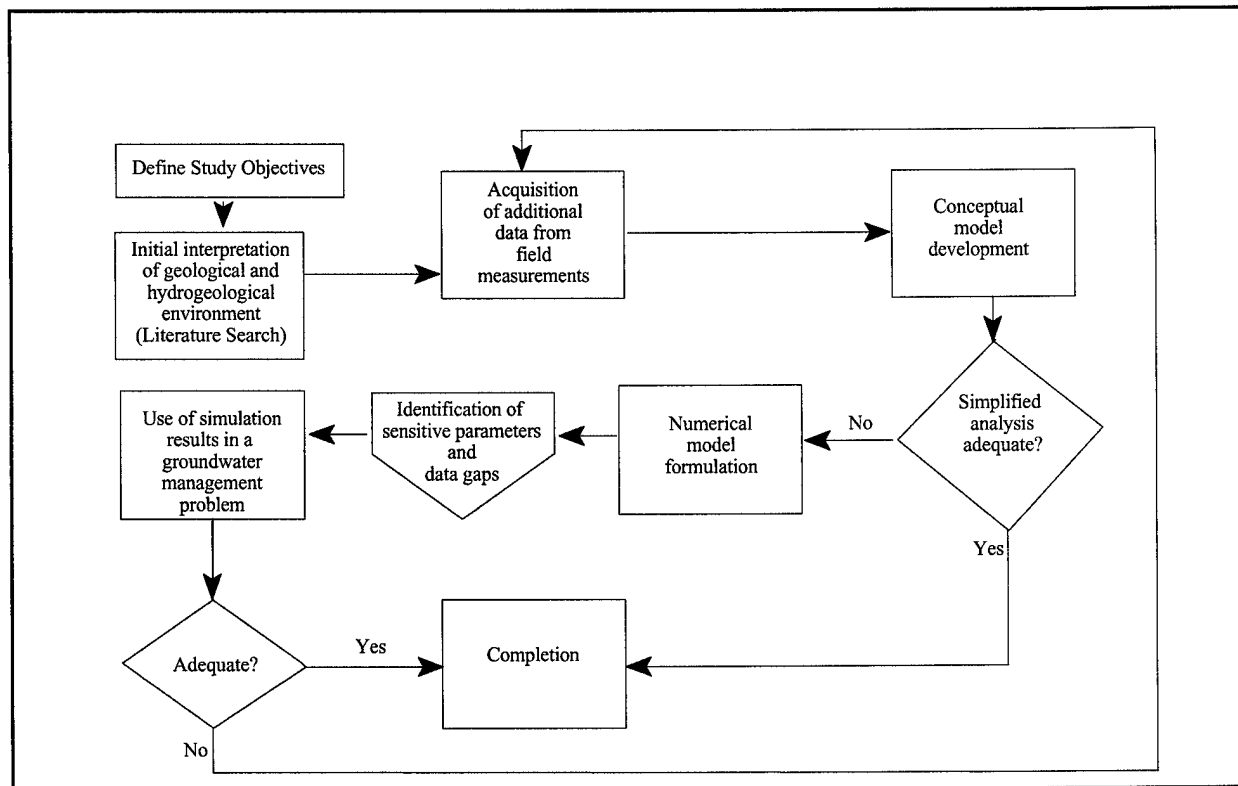 Define Study Objectives
Initial interpretation
of geological and
hydrogeological
environment
(Literature Search)
Acquisition
of additional
data from
field
measurements
Conceptual
model
development
Simplified
analysis
adequate?
No
Yes
Numerical
model
formulation
Identification of
sensitive parameters
and
data gaps
Use of simulation
results in a
groundwater
management
problem
Adequate?
Yes
No
Completion